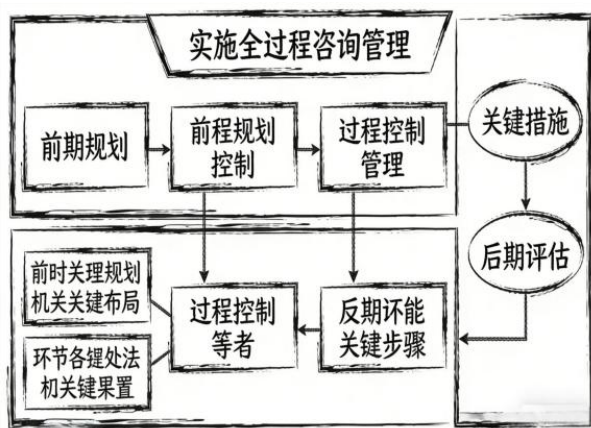 实施全过程咨询管理
前期规划
前程规划
控制
过程控制
管理
关键措施
后期评估
前时关理规划
机关关键布局
过程控制
等者
反期环能
关键步骤
环节各提处法
机关键果置